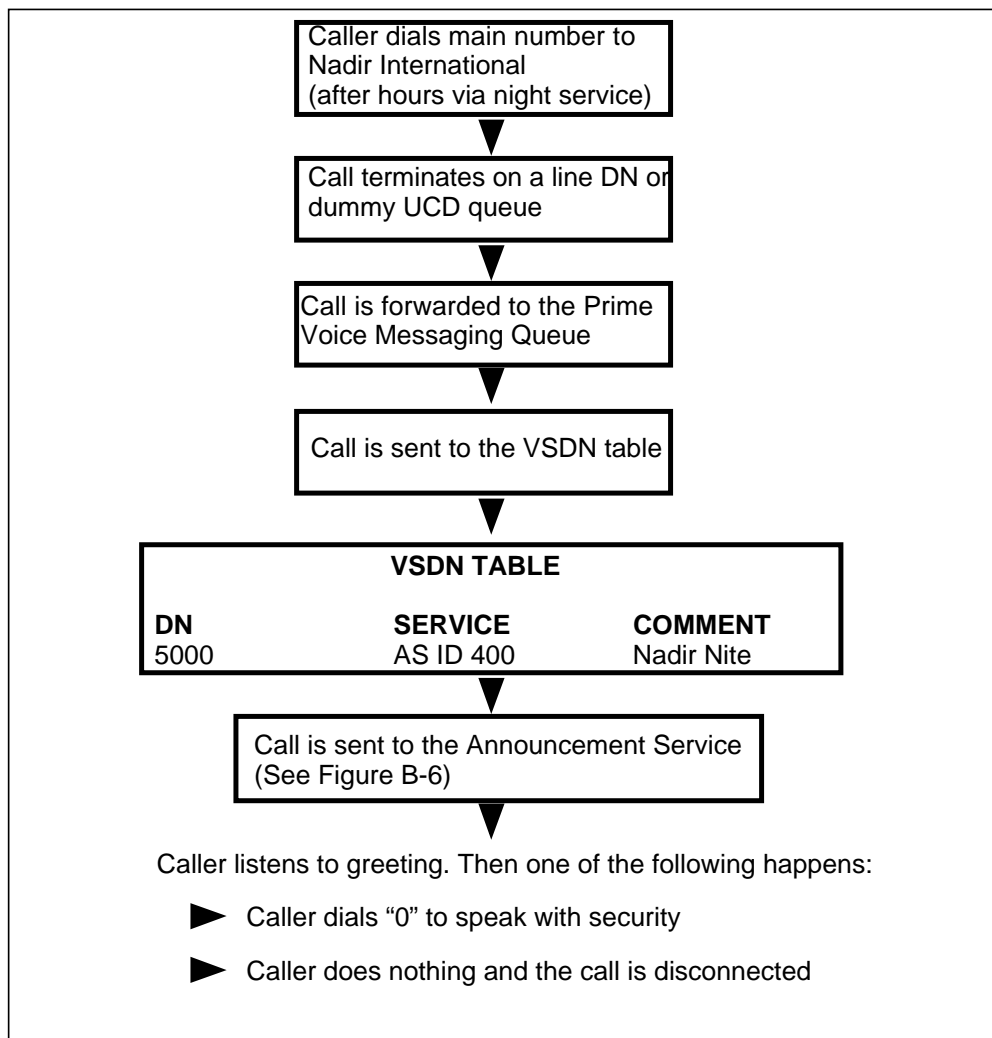 Caller dials main number to
Nadir International
(after hours via night service)
Call terminates on a line DN or
dummy UCD queue
Call is forwarded to the Prime
Voice Messaging Queue
Call is sent to the VSDN table
VSDN TABLE
DN SERVICE COMMENT
5000 AS ID 400 Nadir Nite
Call is sent to the Announcement Service
(See Figure B-6)
Caller listens to greeting. Then one of the following happens:
Caller dials “0” to speak with security
Caller does nothing and the call is disconnected